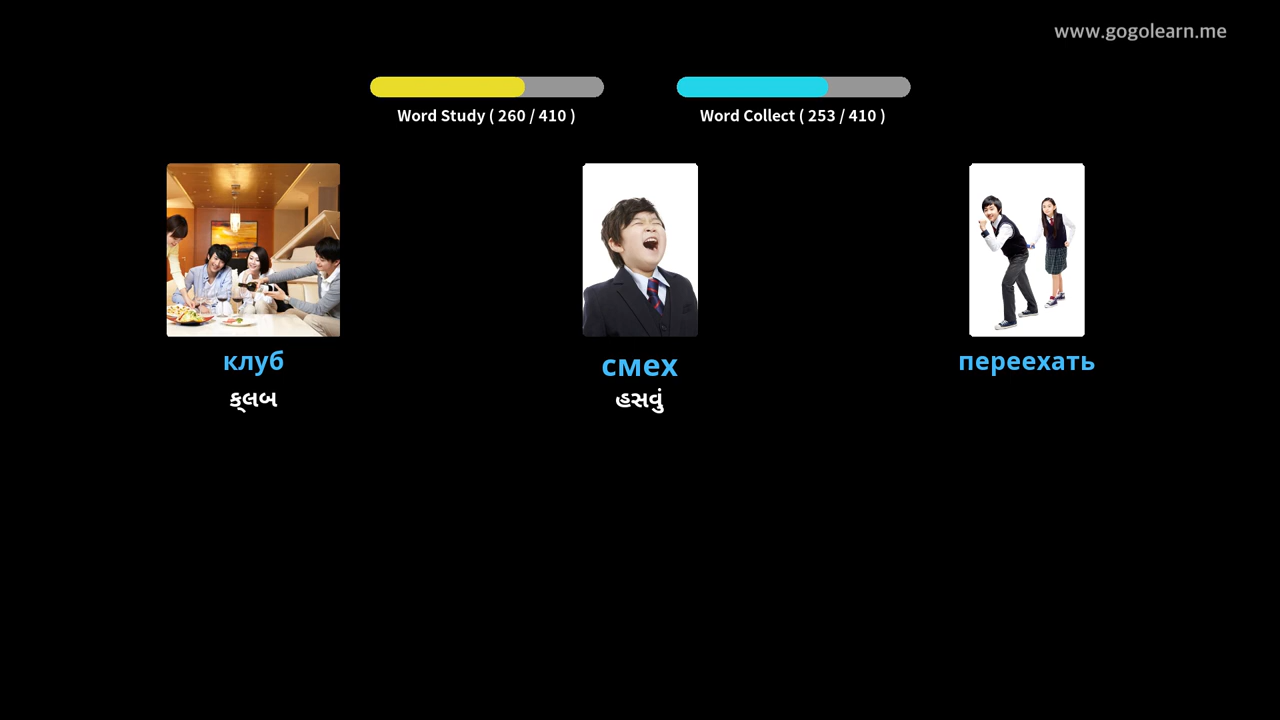 www.gogolearn.me
Word Study ( 260 / 410 )
Word Collect ( 253 / 410 )
клуб
смех
переехать
ક્લબ
હસવું